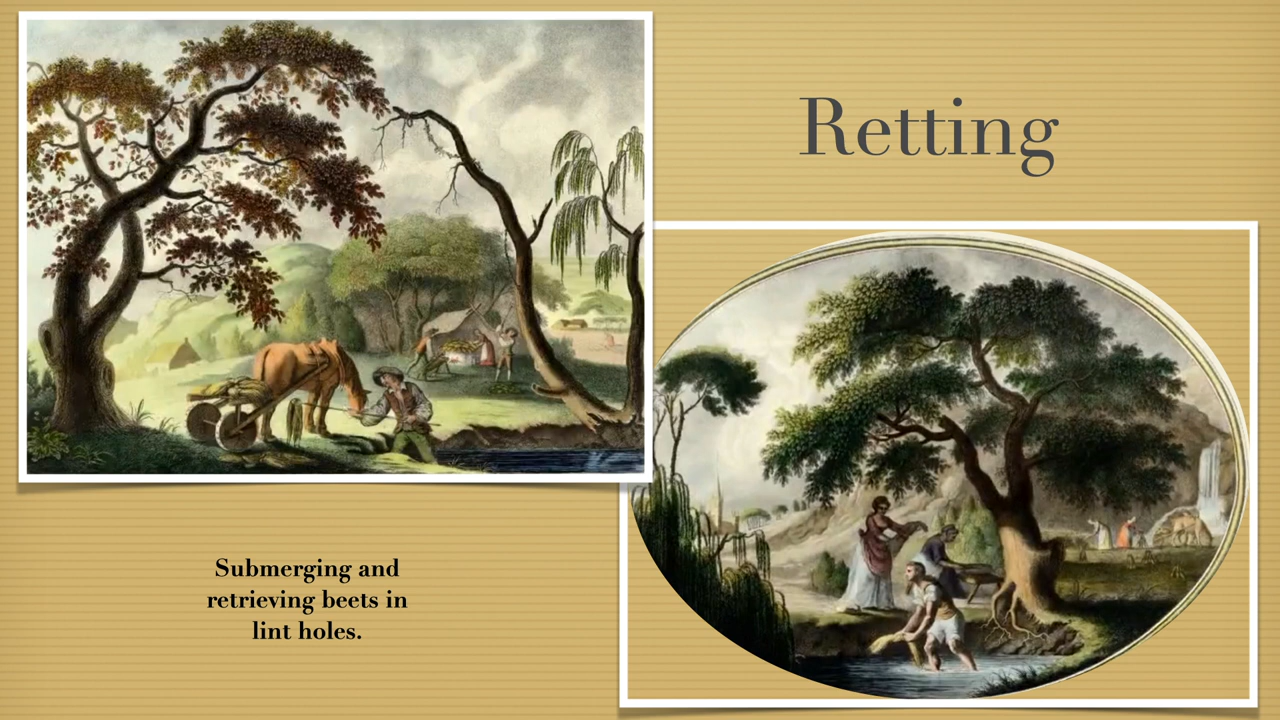 Retting
Submerging and
retrieving beets in
lint holes.